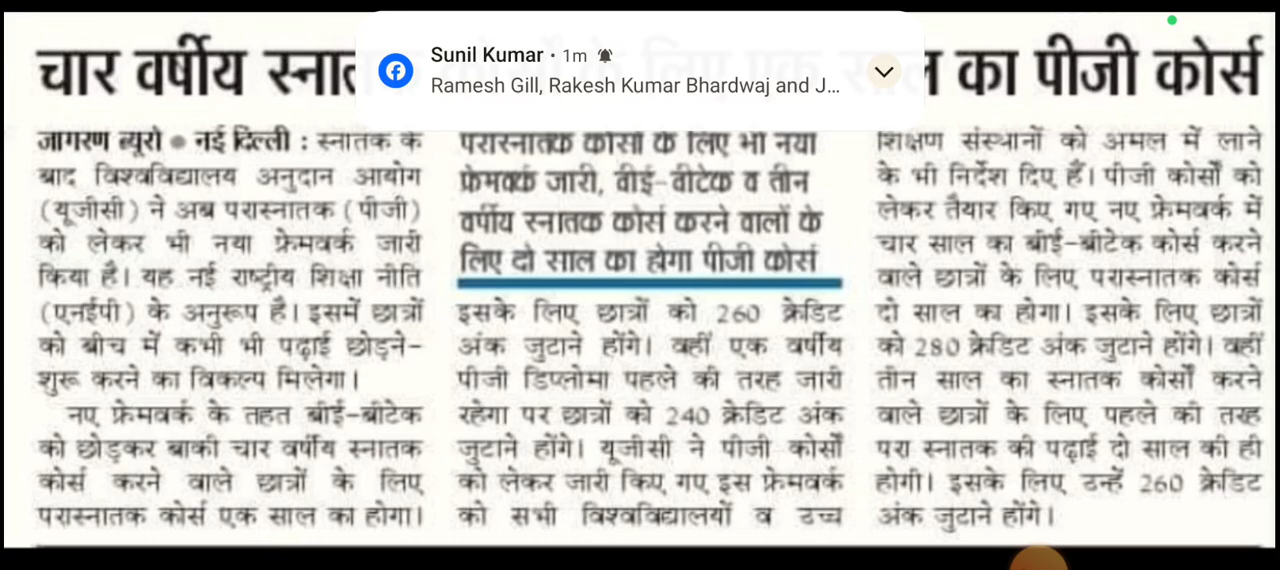 चार वर्षीय स्नात
का पीजी कोर्स
Sunil Kumar · 1m
Ramesh Gill, Rakesh Kumar Bhardwaj and J...
जागरण ब्यूरो ● नई दिल्ली : स्नातक के
बाद विश्वविद्यालय अनुदान आयोग
(यूजीसी) ने अब परास्नातक (पीजी)
को लेकर भी नया फ्रेमवर्क जारी
किया है। यह नई राष्ट्रीय शिक्षा नीति
(एनईपी) के अनुरूप है। इसमें छात्रों
को बीच में कभी भी पढ़ाई छोड़ने-
शुरू करने का विकल्प मिलेगा।
नए फ्रेमवर्क के तहत बीई-बीटेक
को छोड़कर बाकी चार वर्षीय स्नातक
कोर्स करने वाले छात्रों के लिए
परास्नातक कोर्स एक साल का होगा।
परास्नातक कोर्सों के लिए भी नया
फ्रेमवर्क जारी, बीई-बीटेक व तीन
वर्षीय स्नातक कोर्स करने वालों के
लिए दो साल का होगा पीजी कोर्स
इसके लिए छात्रों को 260 क्रेडिट
अंक जुटाने होंगे। वहीं एक वर्षीय
पीजी डिप्लोमा पहले की तरह जारी
रहेगा पर छात्रों को 240 क्रेडिट अंक
जुटाने होंगे। यूजीसी ने पीजी कोर्सों
को लेकर जारी किए गए इस फ्रेमवर्क
को सभी विश्वविद्यालयों व उच्च
शिक्षण संस्थानों को अमल में लाने
के भी निर्देश दिए हैं। पीजी कोर्सों को
लेकर तैयार किए गए नए फ्रेमवर्क में
चार साल का बीई-बीटेक कोर्स करने
वाले छात्रों के लिए परास्नातक कोर्स
दो साल का होगा। इसके लिए छात्रों
को 280 क्रेडिट अंक जुटाने होंगे। वहीं
तीन साल का स्नातक कोर्सों करने
वाले छात्रों के लिए पहले की तरह
परा स्नातक की पढ़ाई दो साल की ही
होगी। इसके लिए उन्हें 260 क्रेडिट
अंक जुटाने होंगे।